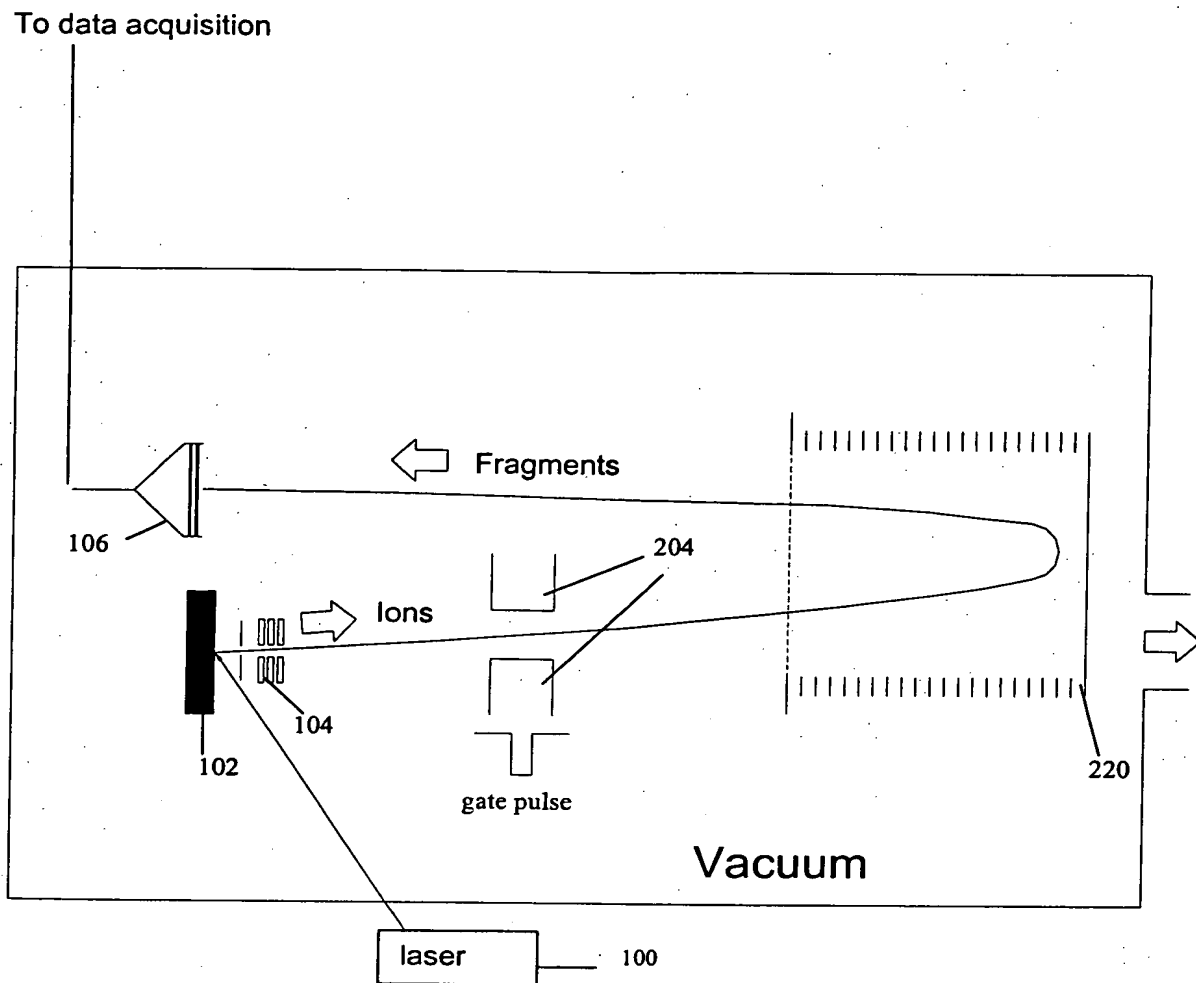 To data acquisition
Fragments
106
204
Ions
104
102
220
gate pulse
Vacuum
laser
100